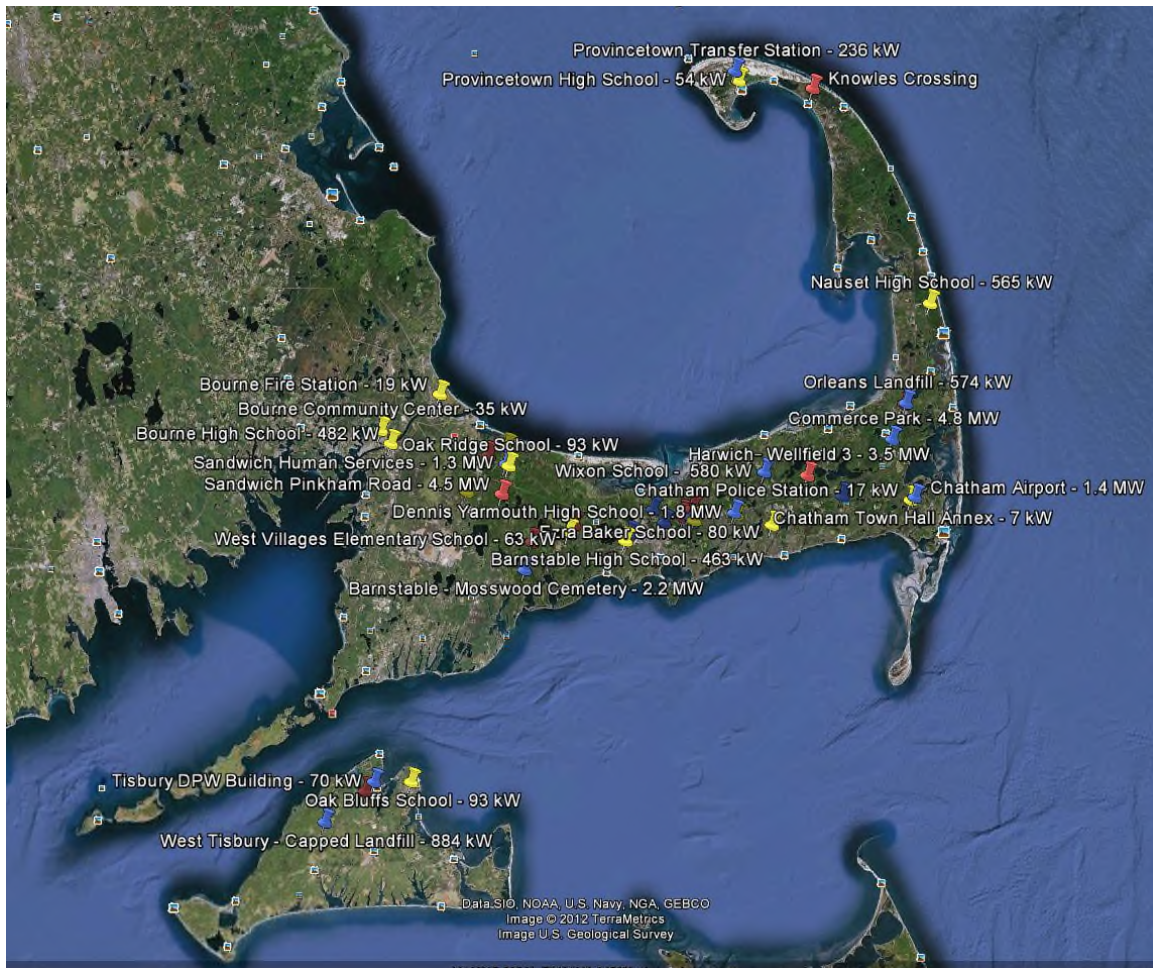 Provincetown Transfer Station - 236 kW
Provincetown High School - 54 kW
Knowles Crossing
Nauset High School - 565 kW
Bourne Fire Station - 19 kW
Orleans Landfill - 574 kW
Bourne Community Center - 35 kW
Commerce Park - 4.8 MW
Bourne High School - 482 kW
Oak Ridge School - 93 kW
Harwich- Wellfield 3 - 3.5 MW
Sandwich Human Services - 1.3 MW
Wixon School - 580 kW
Sandwich Pinkham Road - 4.5 MW
Chatham Police Station - 17 kW
Chatham Airport - 1.4 MW
Dennis Yarmouth High School - 1.8 MW
Chatham Town Hall Annex - 7 kW
West Villages Elementary School - 63 kW
Ezra Baker School - 80 kW
Barnstable High School - 463 kW
Barnstable - Mosswood Cemetery - 2.2 MW
Tisbury DPW Building - 70 kW
Oak Bluffs School - 93 kW
West Tisbury - Capped Landfill - 884 kW
Data SIO, NOAA, U.S. Navy, NGA, GEBCO
Image © 2012 TerraMetrics
Image U.S. Geological Survey